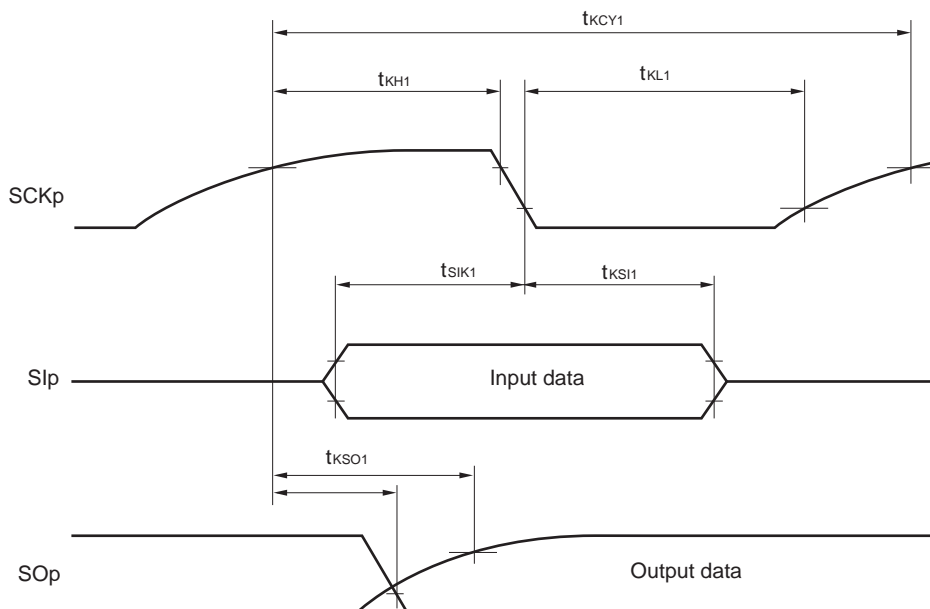 tKCY1
tKH1
tKL1
SCKp
tSIK1
tKSI1
SIp
Input data
tKSO1
SOp
Output data